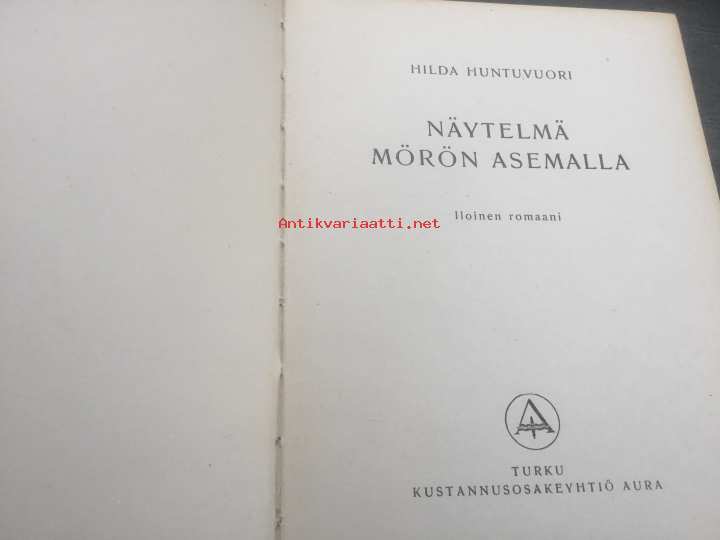 HILDA HUNTUVUORI
NÄYTELMÄ
MÖRÖN ASEMALLA
Iloinen romaani
Antikvariaatti.net
TURKU
KUSTANNUSOSAKEYHTIÖ AURA